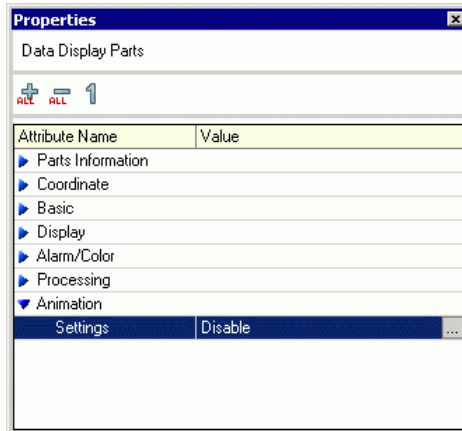 Properties
Data Display Parts
ALL ALL 1
Attribute Name Value
Parts Information
Coordinate
Basic
Display
Alarm/Color
Processing
Animation
Settings Disable ...